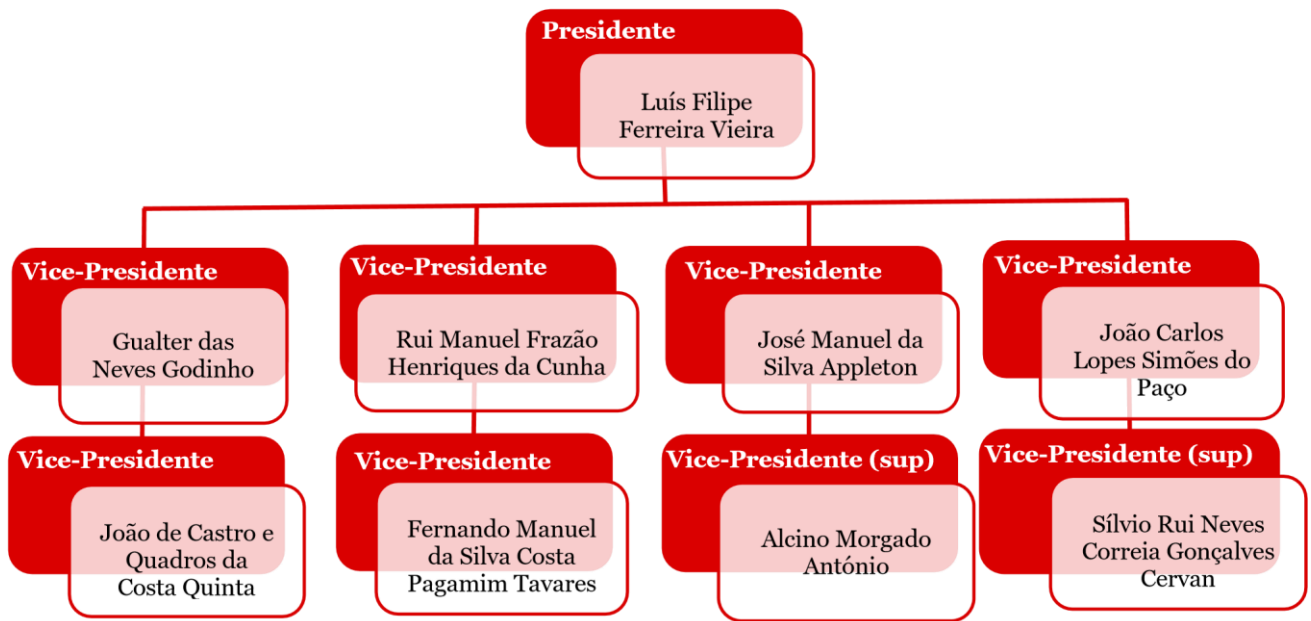 Presidente
Luís Filipe
Ferreira Vieira
Vice-Presidente
Gualter das
Neves Godinho
Vice-Presidente
Rui Manuel Frazão
Henriques da Cunha
Vice-Presidente
José Manuel da
Silva Appleton
Vice-Presidente
João Carlos
Lopes Simões do
Paço
Vice-Presidente
João de Castro e
Quadros da
Costa Quinta
Vice-Presidente
Fernando Manuel
da Silva Costa
Pagamim Tavares
Vice-Presidente (sup)
Alcino Morgado
António
Vice-Presidente (sup)
Sílvio Rui Neves
Correia Gonçalves
Cervan